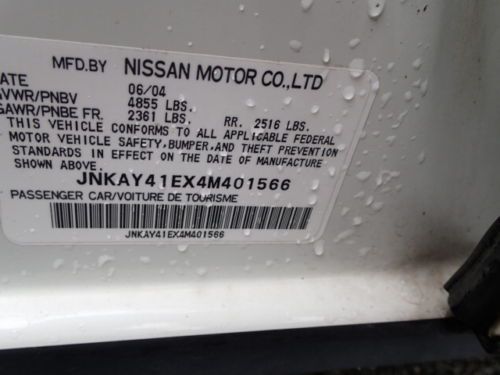 MFD.BY NISSAN MOTOR CO.,LTD
DATE 06/04
GVWR/PNBV 4855 LBS.
GAWR/PNBE FR. 2361 LBS. RR. 2516 LBS.
THIS VEHICLE CONFORMS TO ALL APPLICABLE FEDERAL
MOTOR VEHICLE SAFETY, BUMPER, AND THEFT PREVENTION
STANDARDS IN EFFECT ON THE DATE OF MANUFACTURE
SHOWN ABOVE.
JNKAY41EX4M401566
PASSENGER CAR/VOITURE DE TOURISME
JNKAY41EX4M401566